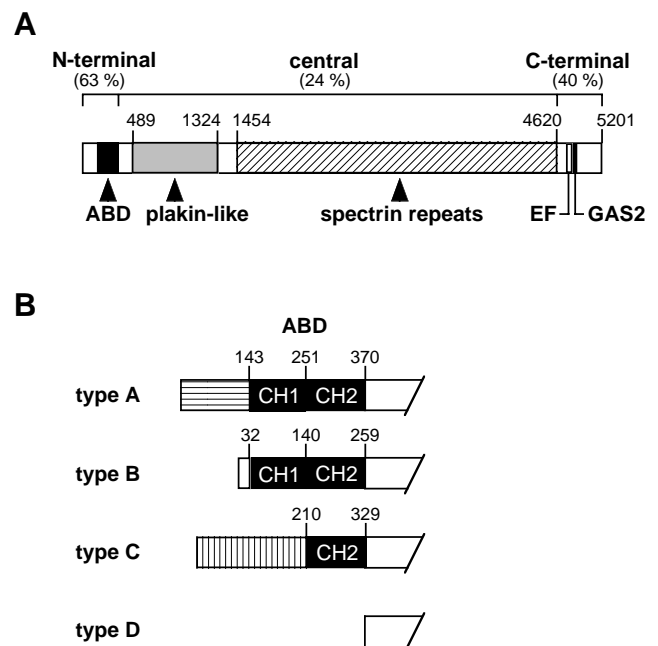 A
N-terminal central C-terminal
(63 %) (24 %) (40 %)
489 1324 1454 4620 5201
ABD plakin-like spectrin repeats EF GAS2
B
ABD
143 251 370
type A CH1 CH2
32 140 259
type B CH1 CH2
210 329
type C CH2
type D